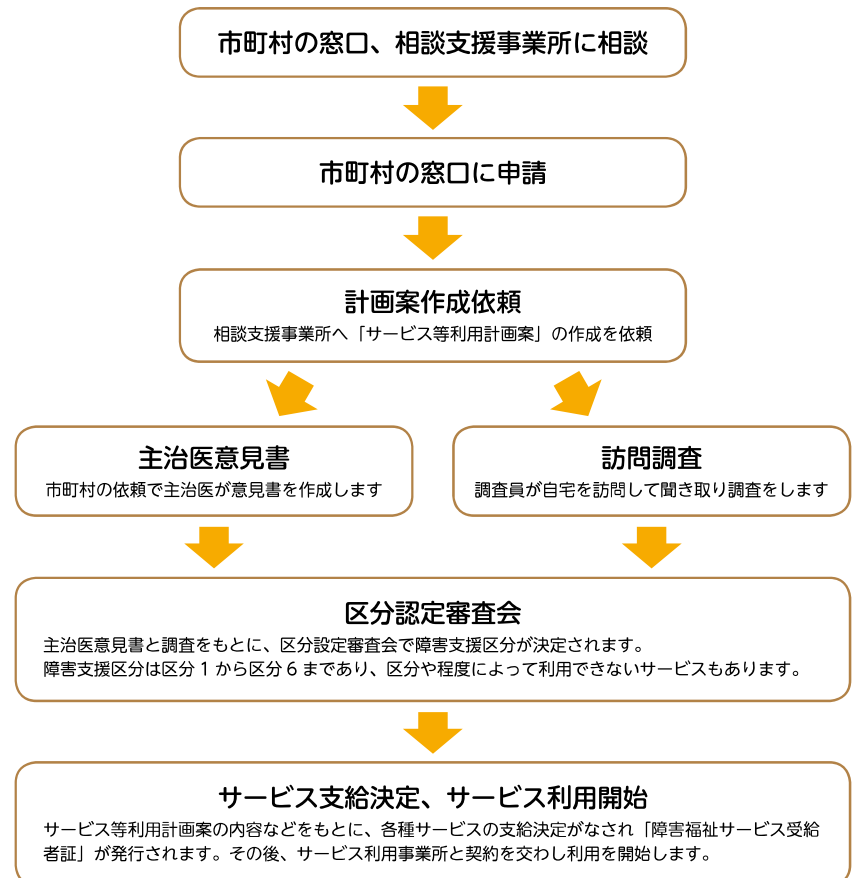 市町村の窓口、相談支援事業所に相談
市町村の窓口に申請
計画案作成依頼
相談支援事業所へ「サービス等利用計画案」の作成を依頼
主治医意見書
市町村の依頼で主治医が意見書を作成します
訪問調査
調査員が自宅を訪問して聞き取り調査をします
区分認定審査会
主治医意見書と調査をもとに、区分設定審査会で障害支援区分が決定されます。
障害支援区分は区分1から区分6まであり、区分や程度によって利用できないサービスもあります。
サービス支給決定、サービス利用開始
サービス等利用計画案の内容などをもとに、各種サービスの支給決定がなされ「障害福祉サービス受給
者証」が発行されます。その後、サービス利用事業所と契約を交わし利用を開始します。